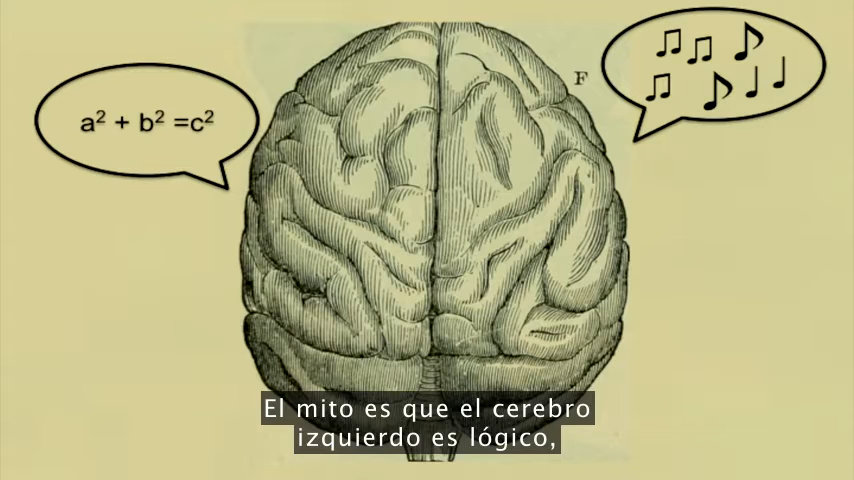 a² + b² =c²
F
El mito es que el cerebro
izquierdo es lógico,